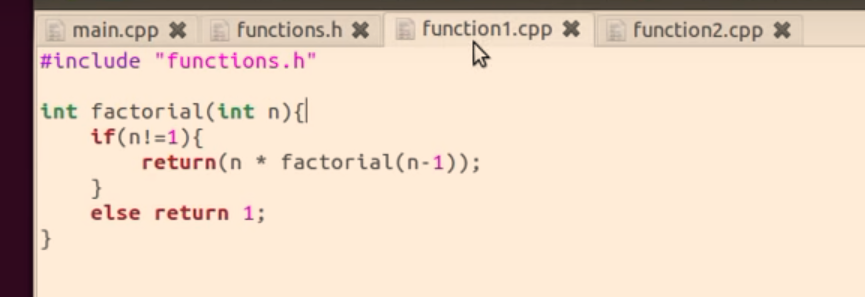 main.cpp ✖ functions.h ✖ function1.cpp ✖ function2.cpp ✖
#include "functions.h"
int factorial(int n){
    if(n!=1){
        return(n * factorial(n-1));
    }
    else return 1;
}